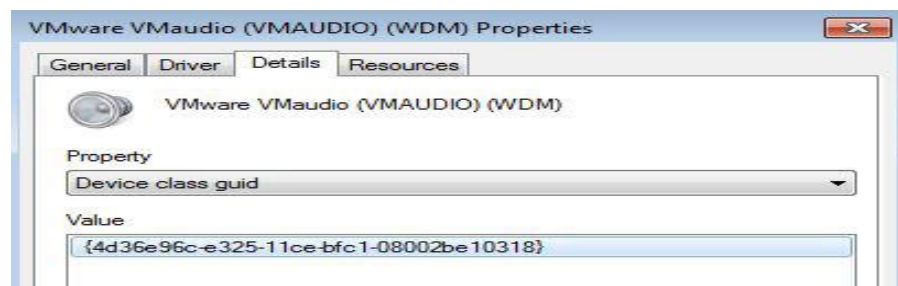 VMware VMaudio (VMAUDIO) (WDM) Properties
General Driver Details Resources
VMware VMaudio (VMAUDIO) (WDM)
Property
Device class guid
Value
{4d36e96c-e325-11ce-bfc1-08002be10318}